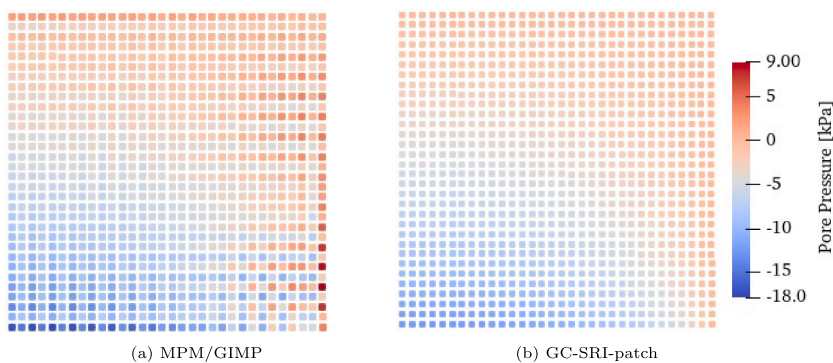 9.00
5
0
-5
-10
-15
-18.0
Pore Pressure [kPa]
(a) MPM/GIMP
(b) GC-SRI-patch